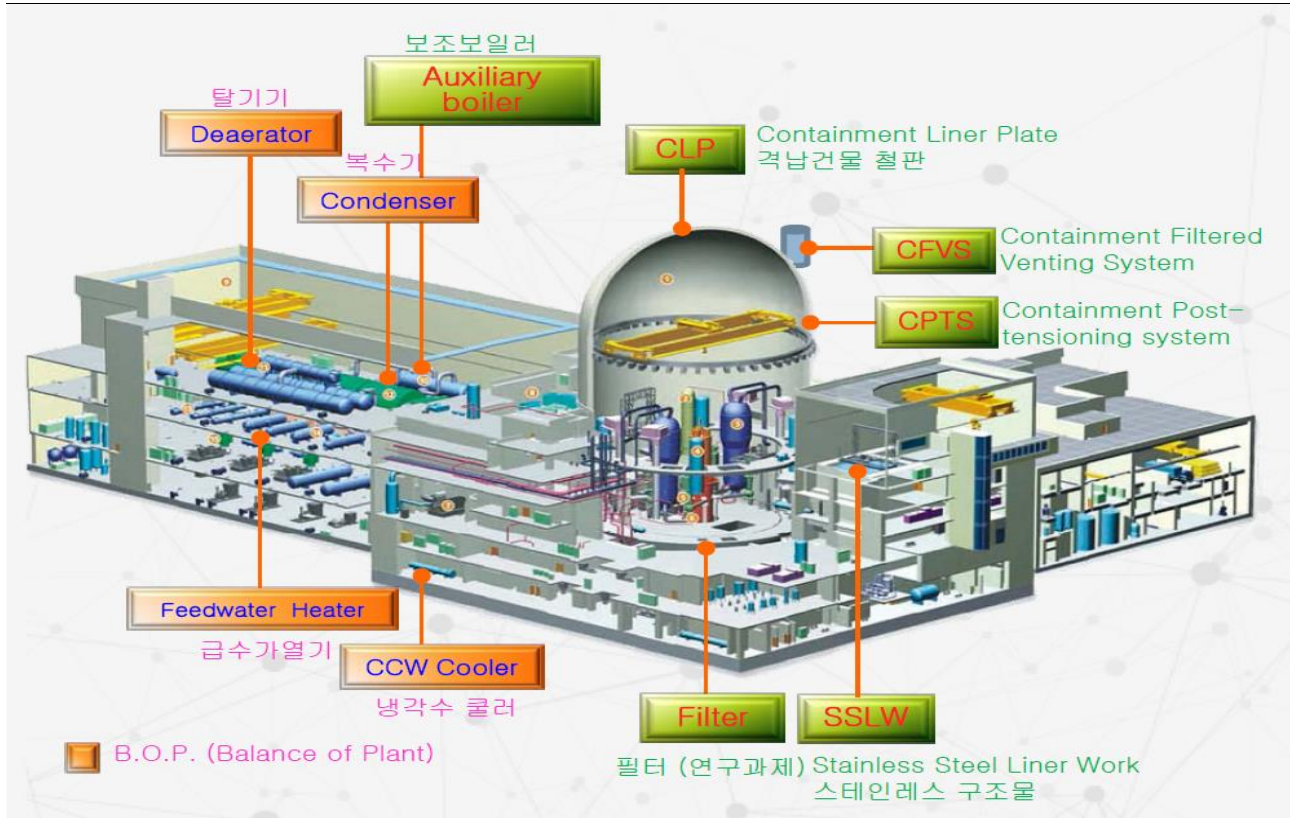 보조보일러
Auxiliary
boiler
탈기기
Deaerator
복수기
Condenser
CLP
Containment Liner Plate
격납건물 철판
CFVS
Containment Filtered
Venting System
CPTS
Containment Post-
tensioning system
Feedwater Heater
급수가열기
CCW Cooler
냉각수 쿨러
Filter
SSLW
B.O.P. (Balance of Plant)
필터 (연구과제)
Stainless Steel Liner Work
스테인레스 구조물